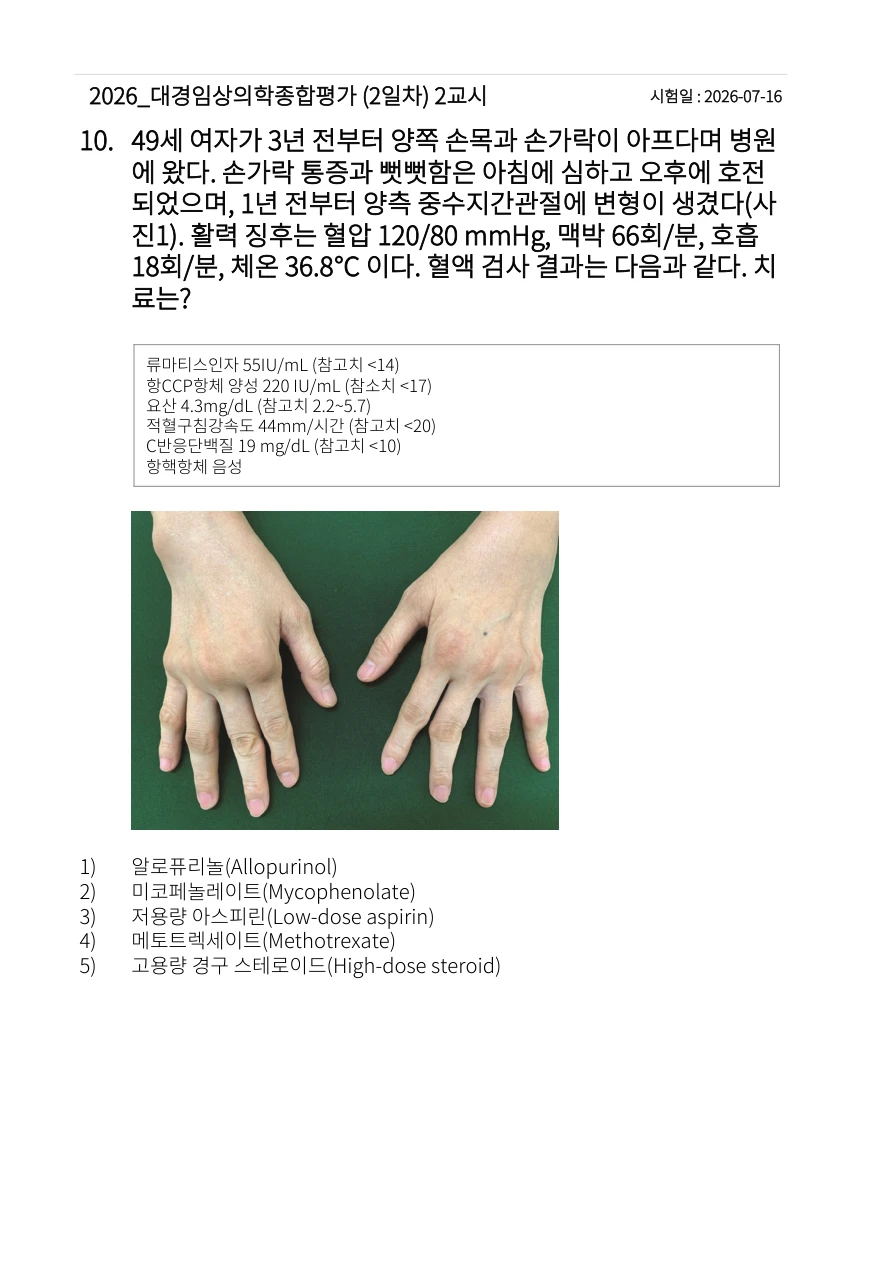 2026_대경임상의학종합평가 (2일차) 2교시
시험일 : 2026-07-16
10. 49세 여자가 3년 전부터 양쪽 손목과 손가락이 아프다며 병원
에 왔다. 손가락 통증과 뻣뻣함은 아침에 심하고 오후에 호전
되었으며, 1년 전부터 양측 중수지간관절에 변형이 생겼다(사
진1). 활력 징후는 혈압 120/80 mmHg, 맥박 66회/분, 호흡
18회/분, 체온 36.8℃ 이다. 혈액 검사 결과는 다음과 같다. 치
료는?
류마티스인자 55IU/mL (참고치 <14)
항CCP항체 양성 220 IU/mL (참소치 <17)
요산 4.3mg/dL (참고치 2.2~5.7)
적혈구침강속도 44mm/시간 (참고치 <20)
C반응단백질 19 mg/dL (참고치 <10)
항핵항체 음성
1) 알로퓨리놀(Allopurinol)
2) 미코페놀레이트(Mycophenolate)
3) 저용량 아스피린(Low-dose aspirin)
4) 메토트렉세이트(Methotrexate)
5) 고용량 경구 스테로이드(High-dose steroid)